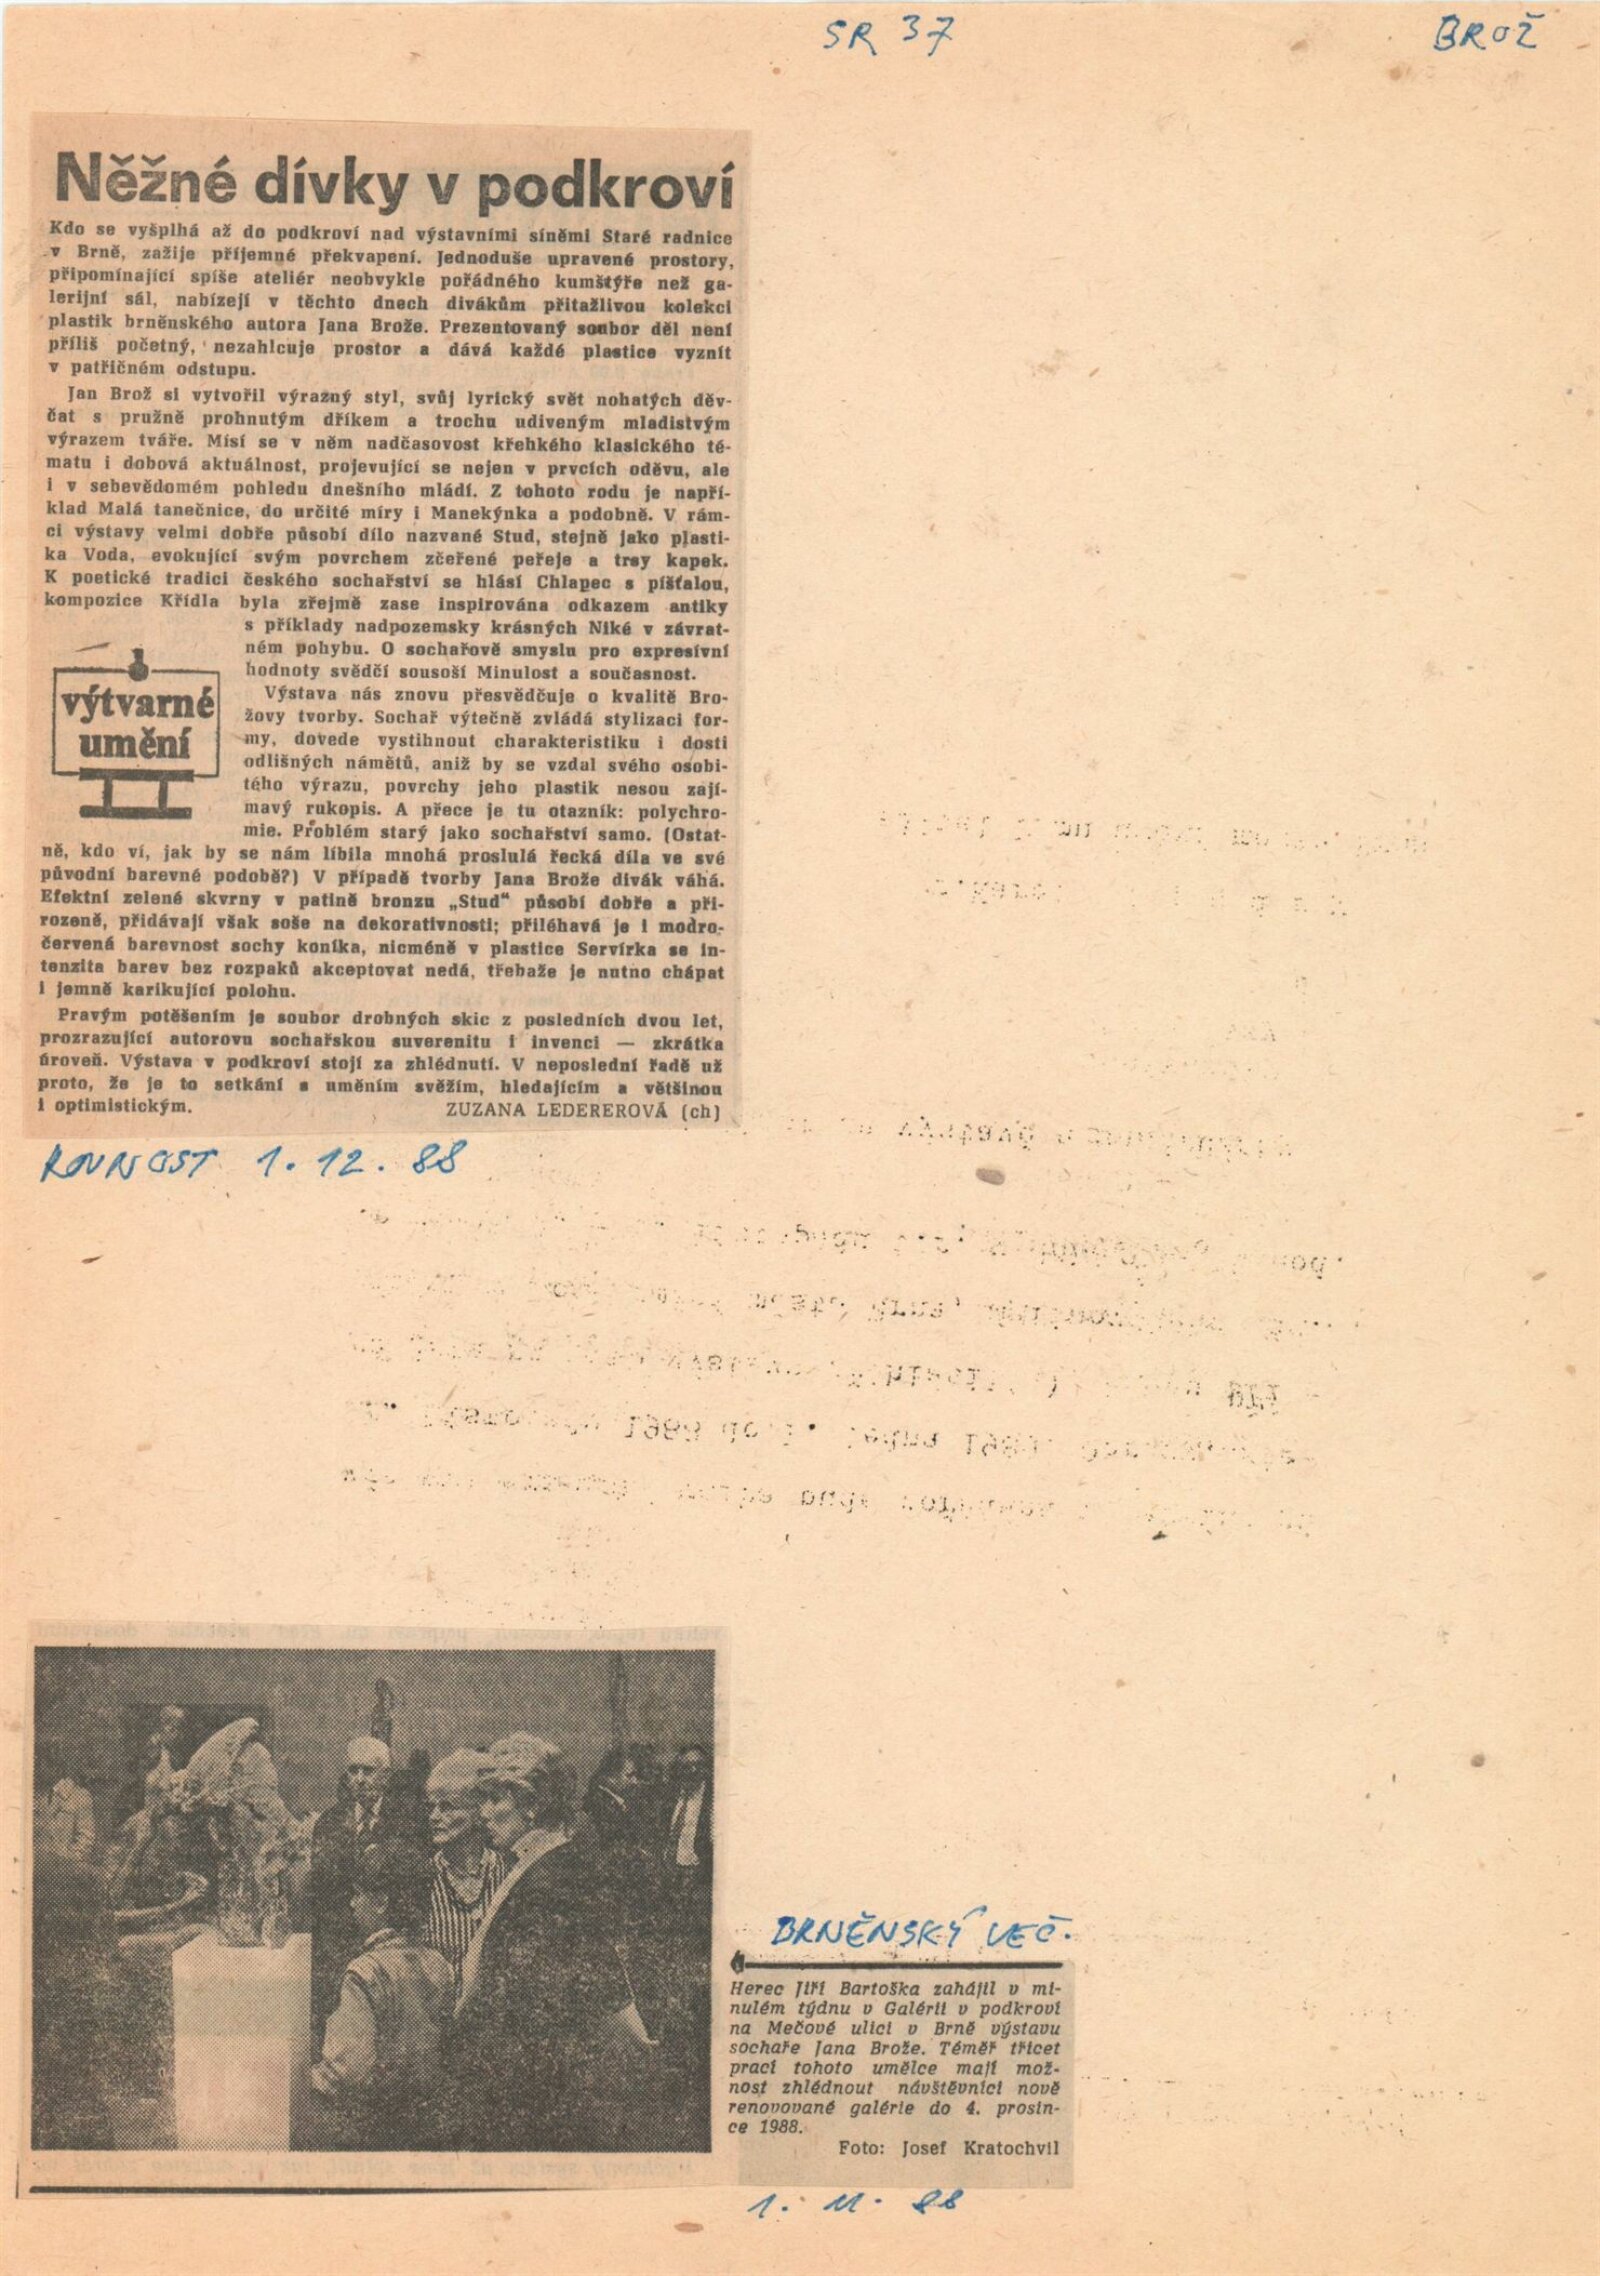 SR 37
BROŽ
Něžné dívky v podkroví
Kdo se vyšplhá až do podkroví nad výstavními síněmi Staré radnice
v Brně, zažije příjemné překvapení. Jednoduše upravené prostory,
připomínající spíše ateliér neobvykle pořádného kumštýře než ga-
lerijní sál, nabízejí v těchto dnech divákům přitažlivou kolekci
plastik brněnského autora Jana Brože. Prezentovaný soubor děl není
příliš početný, nezahlcuje prostor a dává každé plastice vyznít
v patřičném odstupu.
Jan Brož si vytvořil výrazný styl, svůj lyrický svět nohatých děv-
čat s pružně prohnutým dříkem a trochu udiveným mladistvým
výrazem tváře. Mísí se v něm nadčasovost křehkého klasického té-
matu i dobová aktuálnost, projevující se nejen v prvcích oděvu, ale
i v sebevědomém pohledu dnešního mládí. Z tohoto rodu je napří-
klad Malá tanečnice, do určité míry i Manekýnka a podobně. V rám-
ci výstavy velmi dobře působí dílo nazvané Stud, stejně jako plasti-
ka Voda, evokující svým povrchem zčeřené peřeje a trsy kapek.
K poetické tradici českého sochařství se hlásí Chlapec s píšťalou,
kompozice Křídla byla zřejmě zase inspirována odkazem antiky
s příklady nadpozemsky krásných Niké v závrat-
ném pohybu. O sochařově smyslu pro expresívní
hodnoty svědčí sousoší Minulost a současnost.
výtvarné
umění
Výstava nás znovu přesvědčuje o kvalitě Bro-
žovy tvorby. Sochař výtečně zvládá stylizaci for-
my, dovede vystihnout charakteristiku i dosti
odlišných námětů, aniž by se vzdal svého osobi-
tého výrazu, povrchy jeho plastik nesou zají-
mavý rukopis. A přece je tu otazník: polychro-
mie. Problém starý jako sochařství samo. (Ostat-
ně, kdo ví, jak by se nám líbila mnohá proslulá řecká díla ve své
původní barevné podobě?) V případě tvorby Jana Brože divák váhá.
Efektní zelené skvrny v patině bronzu „Stud“ působí dobře a při-
rozeně, přidávají však soše na dekorativnosti; přiléhavá je i modro-
červená barevnost sochy koníka, nicméně v plastice Servírka se in-
tenzita barev bez rozpaků akceptovat nedá, třebaže je nutno chápat
i jemně karikující polohu.
Pravým potěšením je soubor drobných skic z posledních dvou let,
prozrazující autorovu sochařskou suverenitu i invenci — zkrátka
úroveň. Výstava v podkroví stojí za zhlédnutí. V neposlední řadě už
proto, že je to setkání s uměním svěžím, hledajícím a většinou
i optimistickým.
ZUZANA LEDEREROVÁ (ch)
ROVNOST 1. 12. 88
BRNĚNSKÝ VEČ.
Herec Jiří Bartoška zahájil v mi-
nulém týdnu v Galérii v podkroví
na Mečové ulici v Brně výstavu
sochaře Jana Brože. Téměř třicet
prací tohoto umělce mají mož-
nost zhlédnout návštěvníci nově
renovované galérie do 4. prosin-
ce 1988.
Foto: Josef Kratochvíl
1. 11. 88